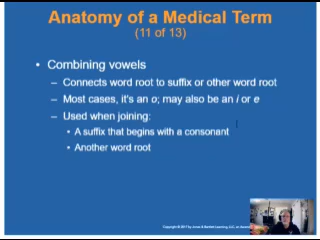 Anatomy of a Medical Term
(11 of 13)
• Combining vowels
– Connects word root to suffix or other word root
– Most cases, it's an o; may also be an i or e
– Used when joining:
• A suffix that begins with a consonant
• Another word root
Copyright © 2017 by Jones & Bartlett Learning, LLC, an Ascend